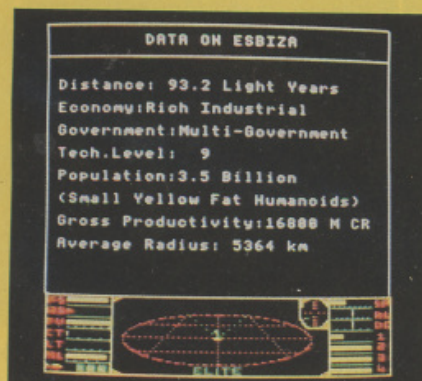 DATA ON ESBIZA
Distance: 93.2 Light Years
Economy:Rich Industrial
Government:Multi-Government
Tech.Level: 9
Population:3.5 Billion
(Small Yellow Fat Humanoids)
Gross Productivity:16800 M CR
Average Radius: 5364 km
ELITE